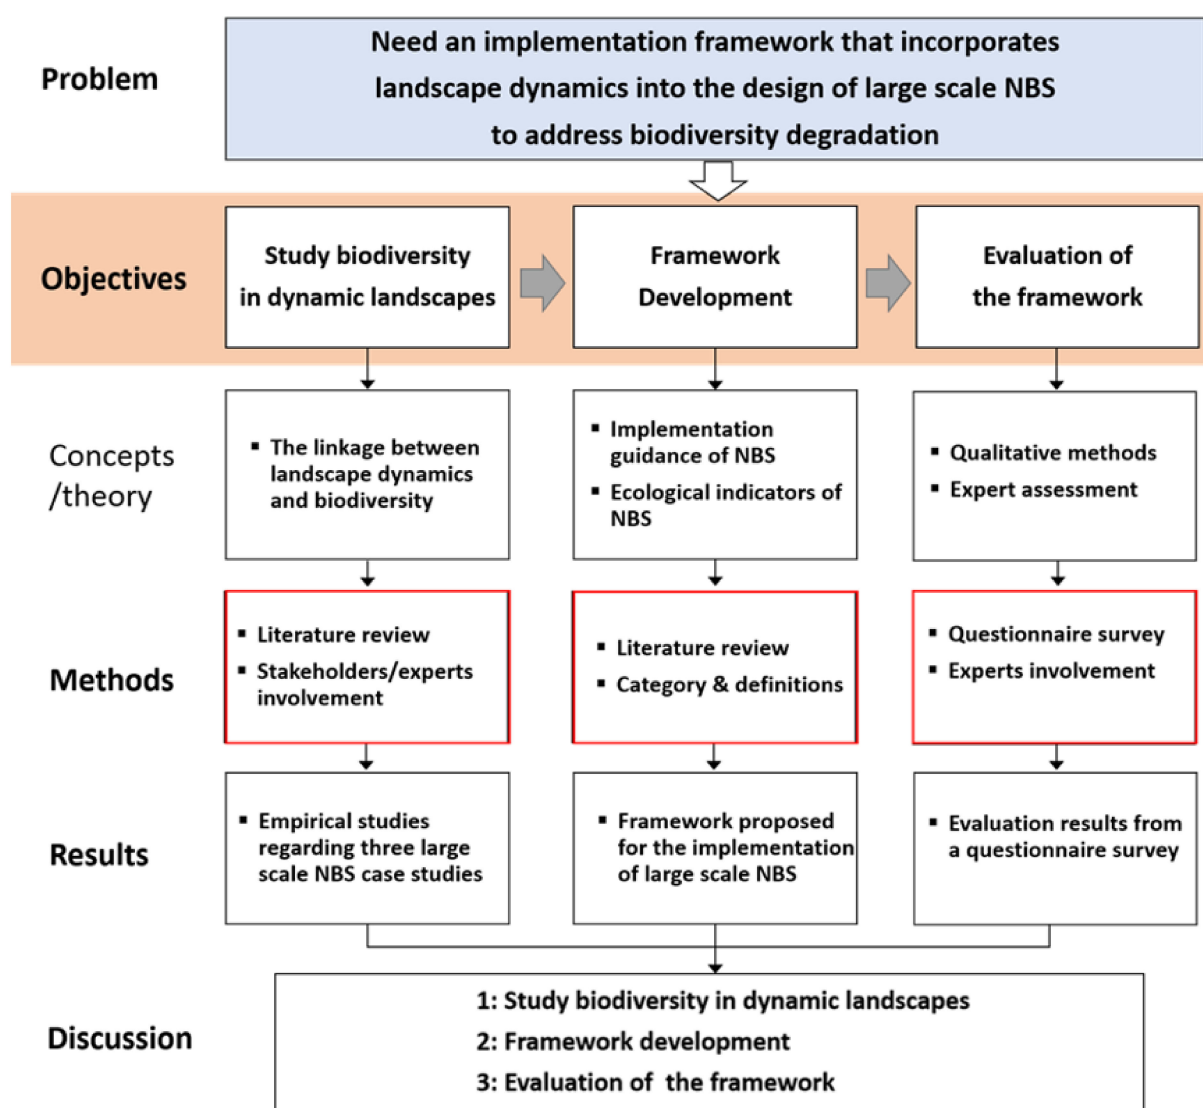 Problem
Need an implementation framework that incorporates
landscape dynamics into the design of large scale NBS
to address biodiversity degradation
Objectives
Study biodiversity
in dynamic landscapes
Framework
Development
Evaluation of
the framework
Concepts
/theory
▪ The linkage between
landscape dynamics
and biodiversity
▪ Implementation
guidance of NBS
▪ Ecological indicators of
NBS
▪ Qualitative methods
▪ Expert assessment
Methods
▪ Literature review
▪ Stakeholders/experts
involvement
▪ Literature review
▪ Category & definitions
▪ Questionnaire survey
▪ Experts involvement
Results
▪ Empirical studies
regarding three large
scale NBS case studies
▪ Framework proposed
for the implementation
of large scale NBS
▪ Evaluation results from
a questionnaire survey
Discussion
1: Study biodiversity in dynamic landscapes
2: Framework development
3: Evaluation of the framework